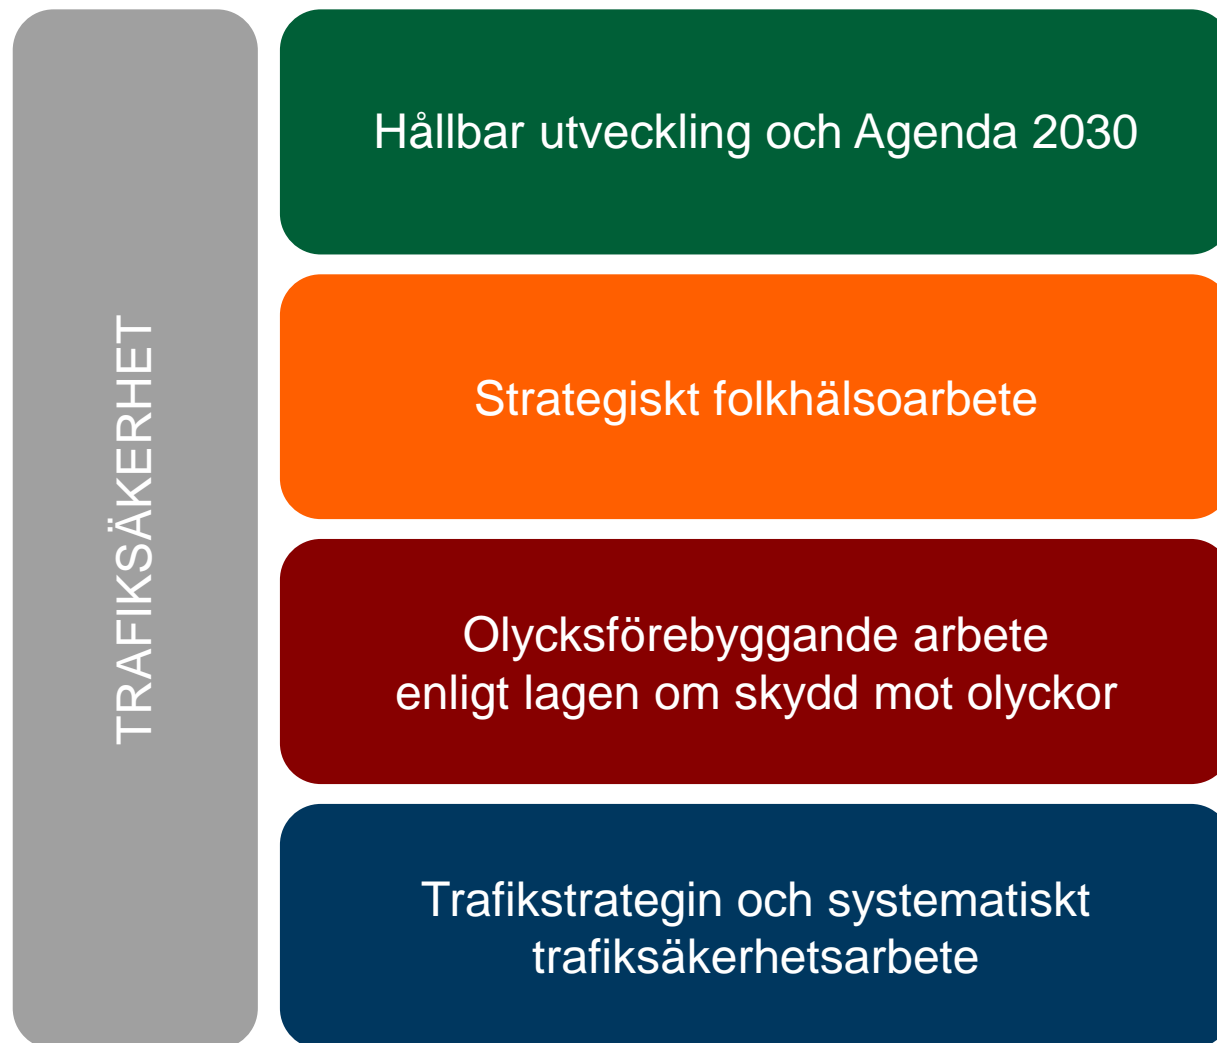 TRAFIKSÄKERHET
Hållbar utveckling och Agenda 2030
Strategiskt folkhälsoarbete
Olycksförebyggande arbete
enligt lagen om skydd mot olyckor
Trafikstrategin och systematiskt
trafiksäkerhetsarbete